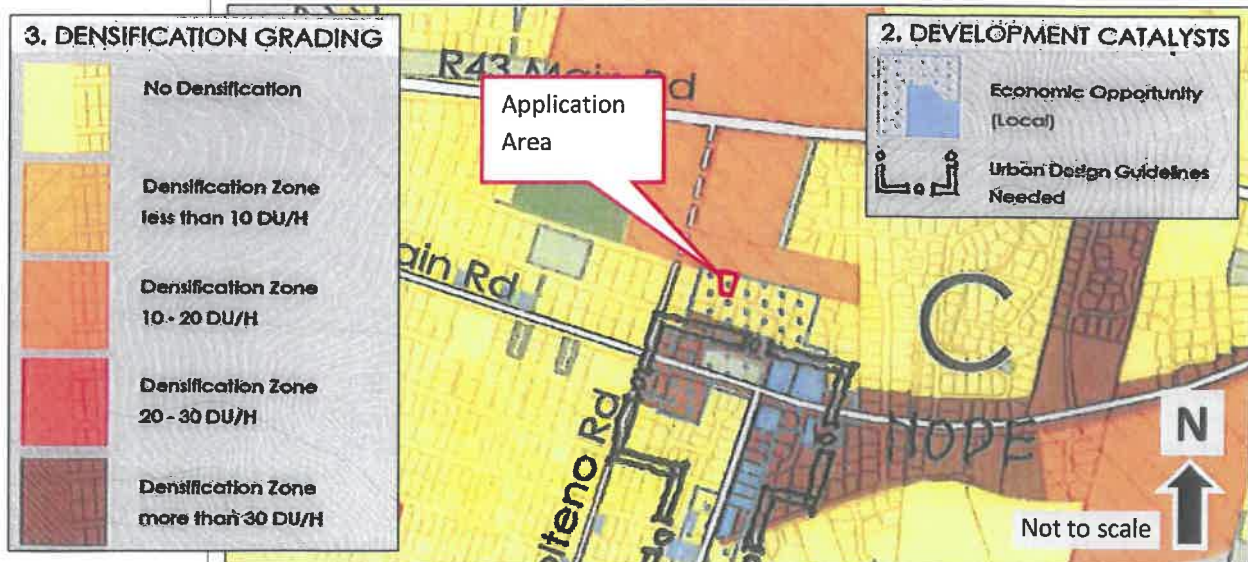 3. DENSIFICATION GRADING
No Densification
Densification Zone
less than 10 DU/H
Densification Zone
10 - 20 DU/H
Densification Zone
20 - 30 DU/H
Densification Zone
more than 30 DU/H
R43 Main Rd
Application
Area
ain Rd
olteno Rd
C
HOPE
2. DEVELOPMENT CATALYSTS
Economic Opportunity
(Local)
Urban Design Guidelines
Needed
N
Not to scale